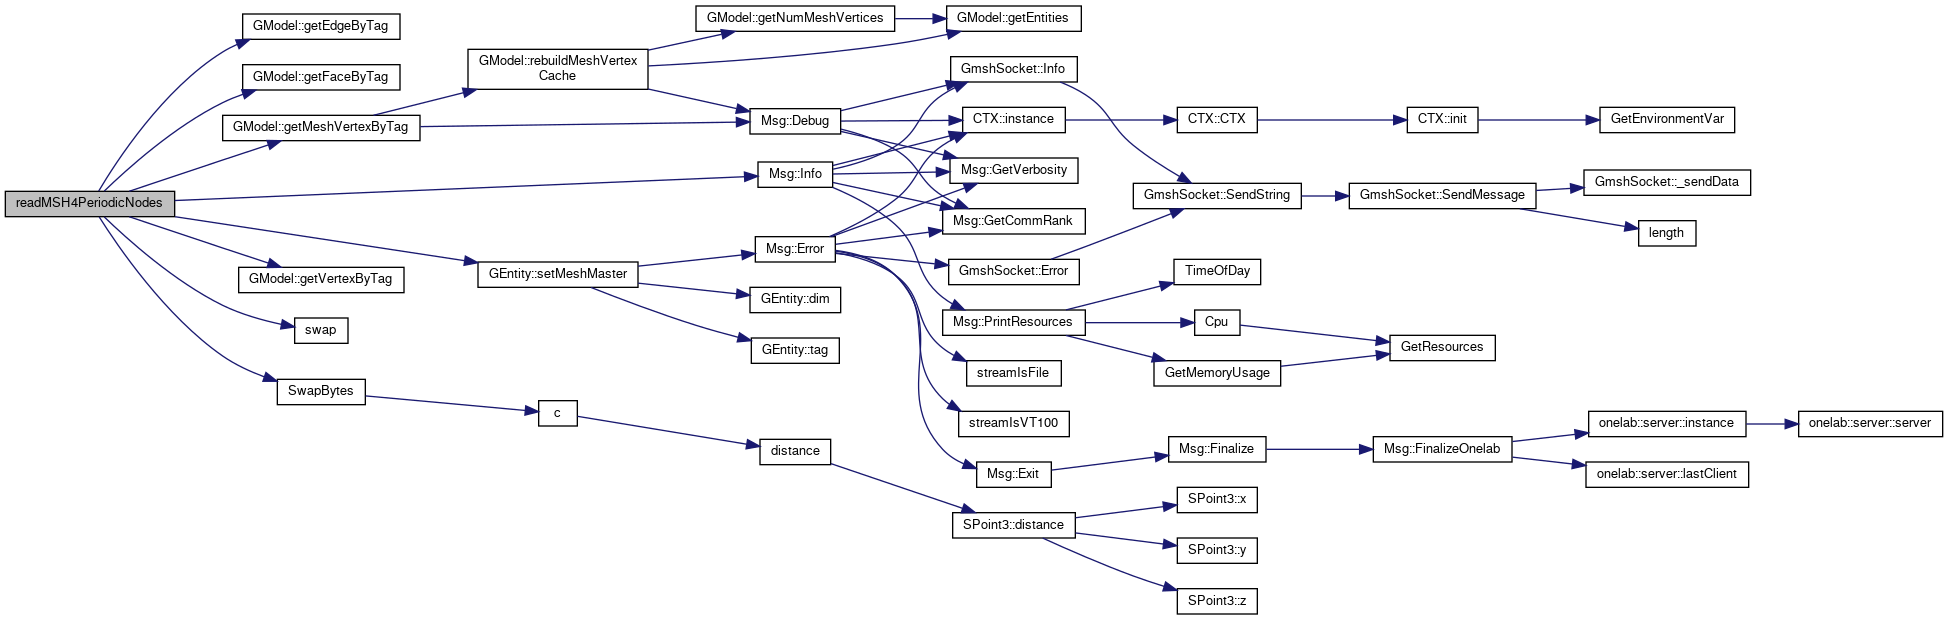 readMSH4PeriodicNodes
GModel::getEdgeByTag
GModel::getFaceByTag
GModel::getMeshVertexByTag
GModel::getVertexByTag
swap
SwapBytes
GModel::rebuildMeshVertex
Cache
GEntity::setMeshMaster
c
GModel::getNumMeshVertices
Msg::Debug
Msg::Info
Msg::Error
GEntity::dim
GEntity::tag
distance
GModel::getEntities
GmshSocket::Info
CTX::instance
Msg::GetVerbosity
Msg::GetCommRank
GmshSocket::Error
Msg::PrintResources
streamIsFile
streamIsVT100
Msg::Exit
SPoint3::distance
CTX::CTX
GmshSocket::SendString
TimeOfDay
Cpu
GetMemoryUsage
Msg::Finalize
SPoint3::x
SPoint3::y
SPoint3::z
CTX::init
GmshSocket::SendMessage
GetResources
Msg::FinalizeOnelab
GetEnvironmentVar
GmshSocket::_sendData
length
onelab::server::instance
onelab::server::lastClient
onelab::server::server